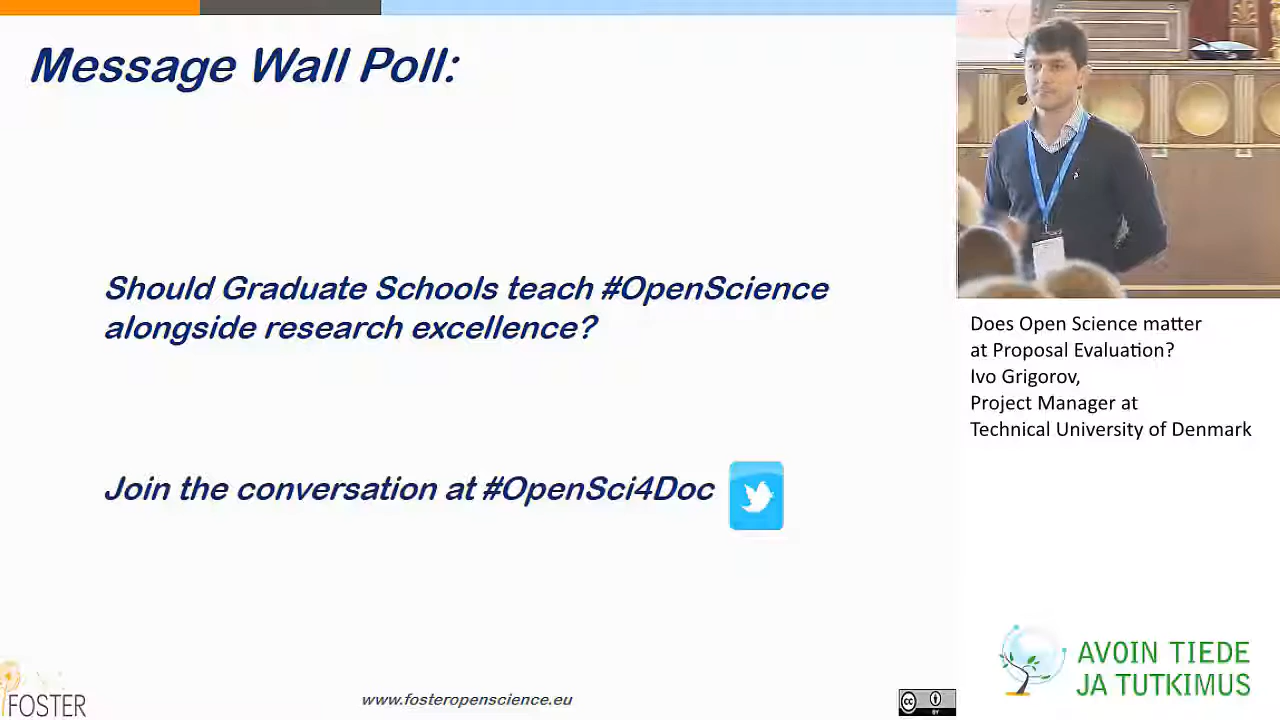 Message Wall Poll:
Should Graduate Schools teach #OpenScience
alongside research excellence?
Join the conversation at #OpenSci4Doc
FOSTER
www.fosteropenscience.eu
cc
BY
Does Open Science matter
at Proposal Evaluation?
Ivo Grigorov,
Project Manager at
Technical University of Denmark
AVOIN TIEDE
JA TUTKIMUS